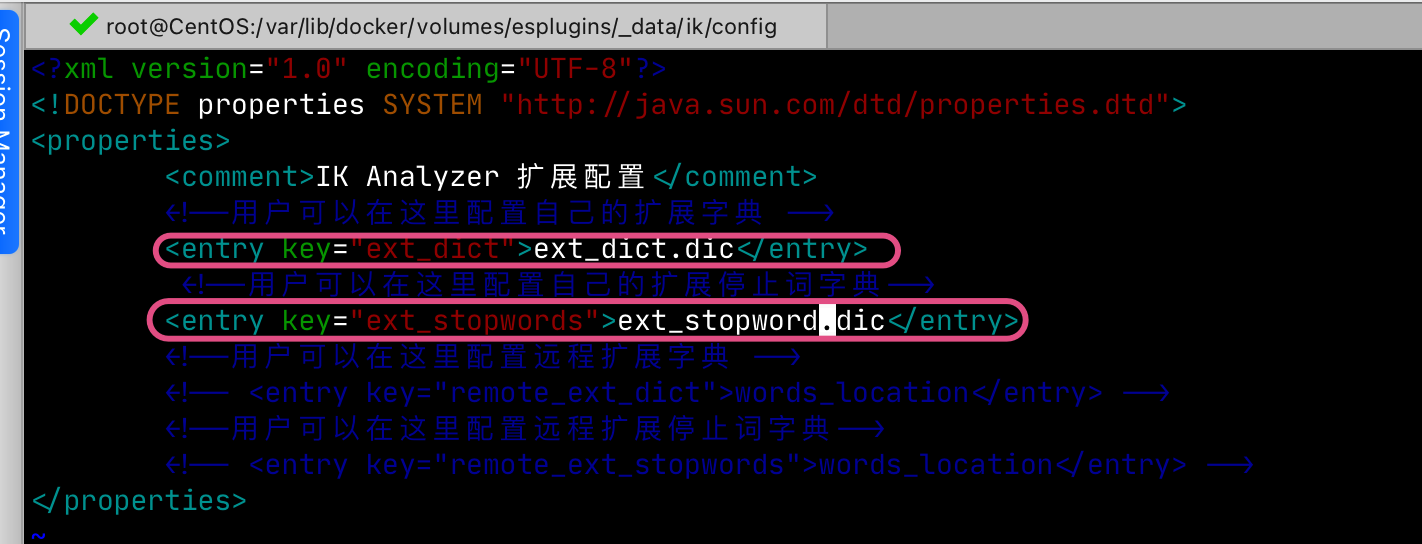 root@CentOS:/var/lib/docker/volumes/esplugins/_data/ik/config
Session Manager
<?xml version="1.0" encoding="UTF-8"?>
<!DOCTYPE properties SYSTEM "http://java.sun.com/dtd/properties.dtd">
<properties>
<comment>IK Analyzer 扩展配置</comment>
<!--用户可以在这里配置自己的扩展字典 -->
<entry key="ext_dict">ext_dict.dic</entry>
<!--用户可以在这里配置自己的扩展停止词字典-->
<entry key="ext_stopwords">ext_stopword.dic</entry>
<!--用户可以在这里配置远程扩展字典 -->
<!-- <entry key="remote_ext_dict">words_location</entry> -->
<!--用户可以在这里配置远程扩展停止词字典-->
<!-- <entry key="remote_ext_stopwords">words_location</entry> -->
</properties>
~